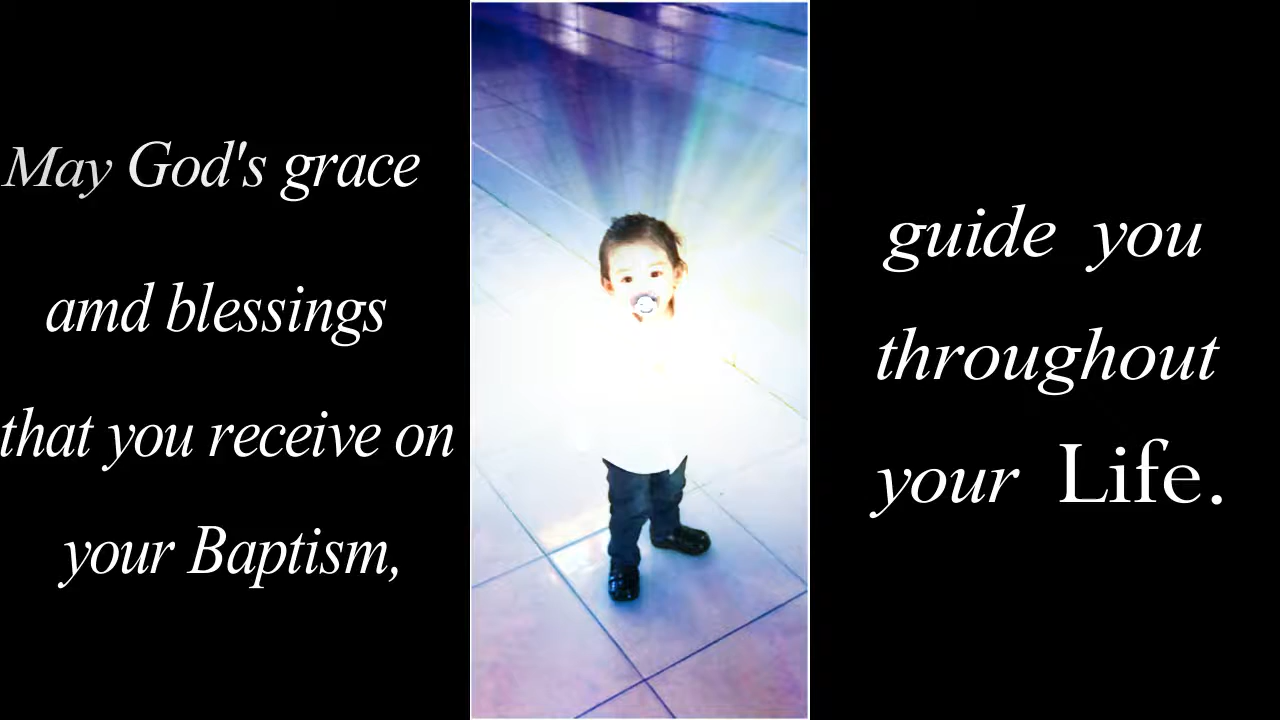 May God's grace
amd blessings
that you receive on
your Baptism,
guide you
throughout
your Life.